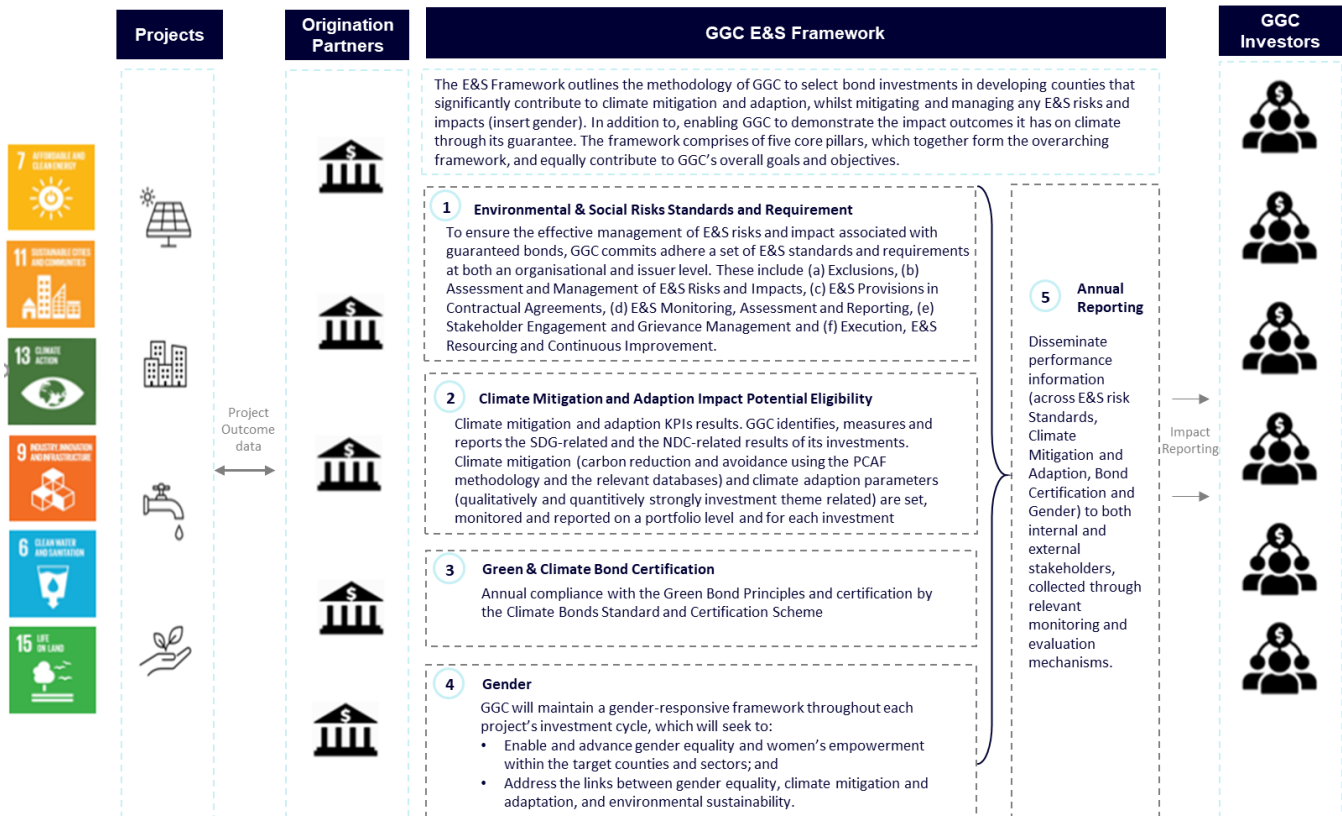 Projects
Origination
Partners
GGC E&S Framework
GGC
Investors
The E&S Framework outlines the methodology of GGC to select bond investments in developing counties that
significantly contribute to climate mitigation and adaption, whilst mitigating and managing any E&S risks and
impacts (insert gender). In addition to, enabling GGC to demonstrate the impact outcomes it has on climate
through its guarantee. The framework comprises of five core pillars, which together form the overarching
framework, and equally contribute to GGC's overall goals and objectives.
7 AFFORDABLE AND
CLEAN ENERGY
11 SUSTAINABLE CITIES
AND COMMUNITIES
13 CLIMATE
ACTION
9 INDUSTRY, INNOVATION
AND INFRASTRUCTURE
6 CLEAN WATER
AND SANITATION
15 LIFE
ON LAND
Project
Outcome
data
$
$
$
$
$
1 Environmental & Social Risks Standards and Requirement
To ensure the effective management of E&S risks and impact associated with
guaranteed bonds, GGC commits adhere a set of E&S standards and requirements
at both an organisational and issuer level. These include (a) Exclusions, (b)
Assessment and Management of E&S Risks and Impacts, (c) E&S Provisions in
Contractual Agreements, (d) E&S Monitoring, Assessment and Reporting, (e)
Stakeholder Engagement and Grievance Management and (f) Execution, E&S
Resourcing and Continuous Improvement.
2 Climate Mitigation and Adaption Impact Potential Eligibility
Climate mitigation and adaption KPIs results. GGC identifies, measures and
reports the SDG-related and the NDC-related results of its investments.
Climate mitigation (carbon reduction and avoidance using the PCAF
methodology and the relevant databases) and climate adaption parameters
(qualitatively and quantitively strongly investment theme related) are set,
monitored and reported on a portfolio level and for each investment
3 Green & Climate Bond Certification
Annual compliance with the Green Bond Principles and certification by
the Climate Bonds Standard and Certification Scheme
4 Gender
GGC will maintain a gender-responsive framework throughout each
project's investment cycle, which will seek to:
• Enable and advance gender equality and women's empowerment
within the target counties and sectors; and
• Address the links between gender equality, climate mitigation and
adaptation, and environmental sustainability.
5 Annual
Reporting
Disseminate
performance
information
(across E&S risk
Standards,
Climate
Mitigation and
Adaption, Bond
Certification and
Gender) to both
internal and
external
stakeholders,
collected through
relevant
monitoring and
evaluation
mechanisms.
Impact
Reporting
$
$
$
$
$
$